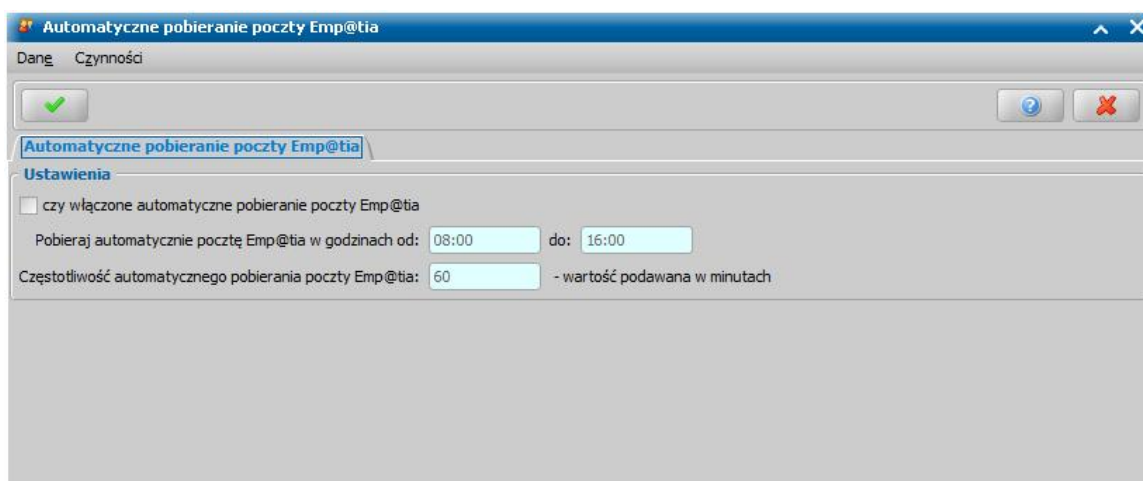 Automatyczne pobieranie poczty Emp@tia
Dane Czynności
Automatyczne pobieranie poczty Emp@tia
Ustawienia
czy włączone automatyczne pobieranie poczty Emp@tia
Pobieraj automatycznie pocztę Emp@tia w godzinach od: 08:00 do: 16:00
Częstotliwość automatycznego pobierania poczty Emp@tia: 60 - wartość podawana w minutach